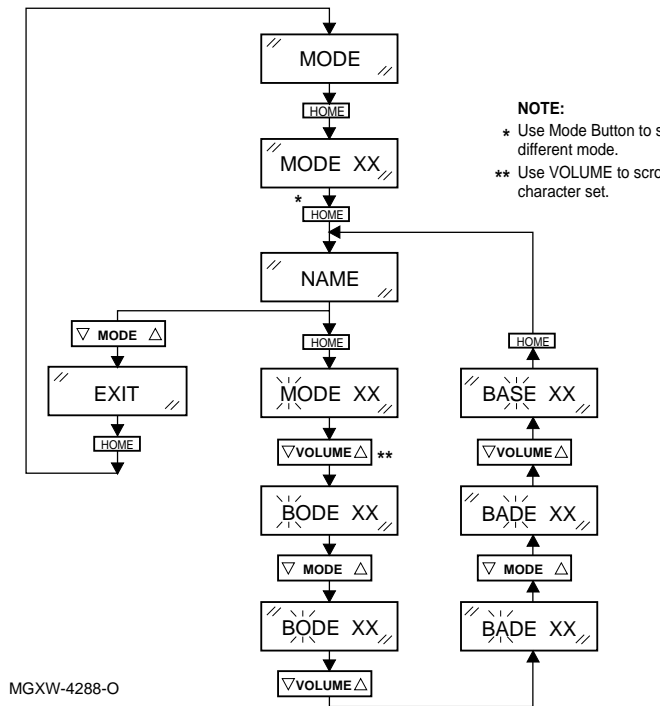 MODE
HOME
NOTE:
* Use Mode Button to
different mode.
MODE XX
** Use VOLUME to
character set.
*
HOME
NAME
▽ MODE △
HOME
HOME
EXIT
MODE XX
BASE XX
HOME
▽VOLUME△ **
▽VOLUME△
BODE XX
BADE XX
▽ MODE △
▽ MODE △
BODE XX
BADE XX
▽VOLUME△
MGXW-4288-O